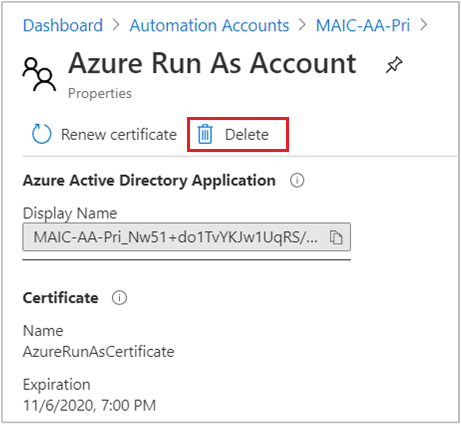 Dashboard > Automation Accounts > MAIC-AA-Pri >
Azure Run As Account
Properties
Renew certificate Delete
Azure Active Directory Application
Display Name
MAIC-AA-Pri_Nw51+do1TvYKJw1UqRS/...
Certificate
Name
AzureRunAsCertificate
Expiration
11/6/2020, 7:00 PM